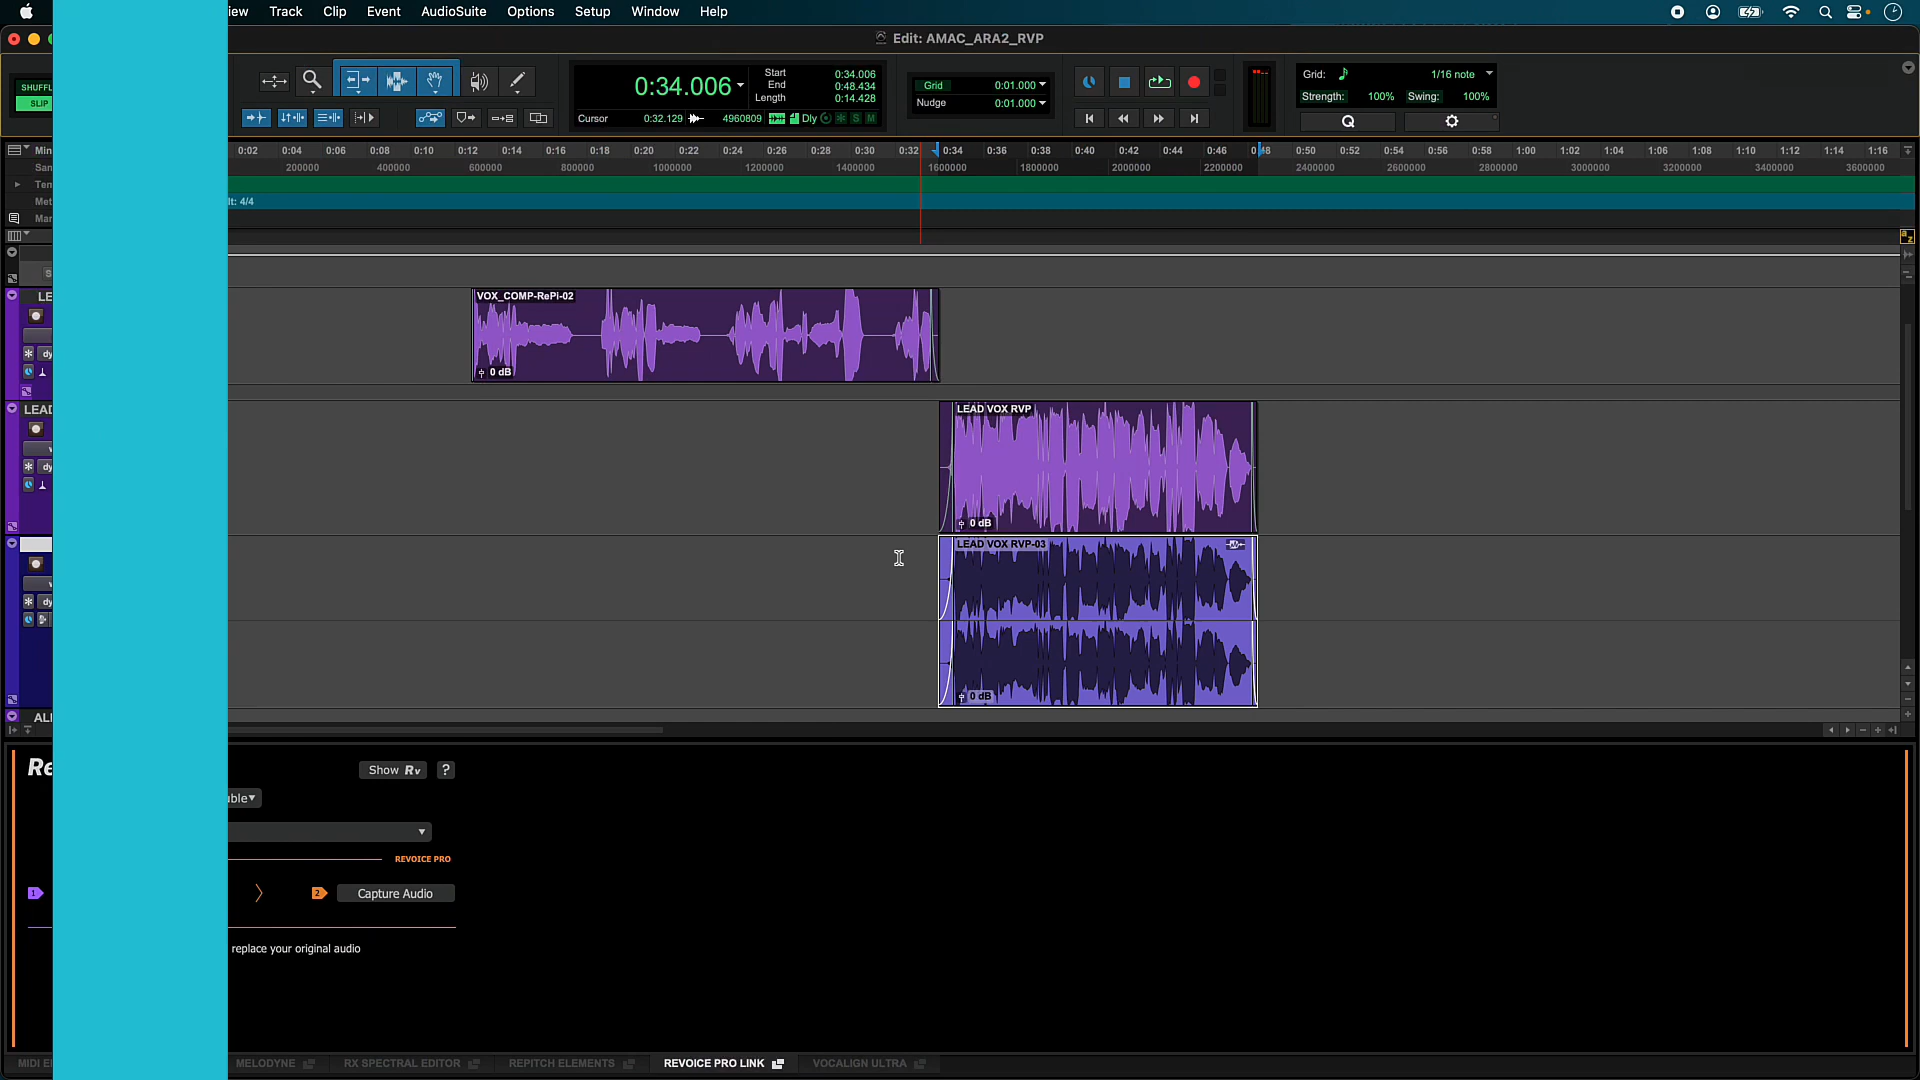 Track Clip Event AudioSuite Options Setup Window Help
Edit: AMAC_ARA2_RVP
SLIP
0:34.006
Start 0:34.006
End 0:48.434
Length 0:14.428
Cursor 0:32.129 4960809 Dly S M
Grid 0:01.000
Nudge 0:01.000
Grid: 1/16 note
Strength: 100% Swing: 100%
Q
0:02 0:04 0:06 0:08 0:10 0:12 0:14 0:16 0:18 0:20 0:22 0:24 0:26 0:28 0:30 0:32 0:34 0:36 0:38 0:40 0:42 0:44 0:46 0:48 0:50 0:52 0:54 0:56 0:58 1:00 1:02 1:04 1:06 1:08 1:10 1:12 1:14 1:16
200000 400000 600000 800000 1000000 1200000 1400000 1600000 1800000 2000000 2200000 2400000 2600000 2800000 3000000 3200000 3400000 3600000
4/4
VOX_COMP-RePi-02
0 dB
LEAD
LEAD VOX RVP
0 dB
LEAD VOX RVP-03
0 dB
Show Rv ?
REVOICE PRO
1 2 Capture Audio
replace your original audio
MIDI MELODYNE RX SPECTRAL EDITOR REPITCH ELEMENTS REVOICE PRO LINK VOCALIGN ULTRA